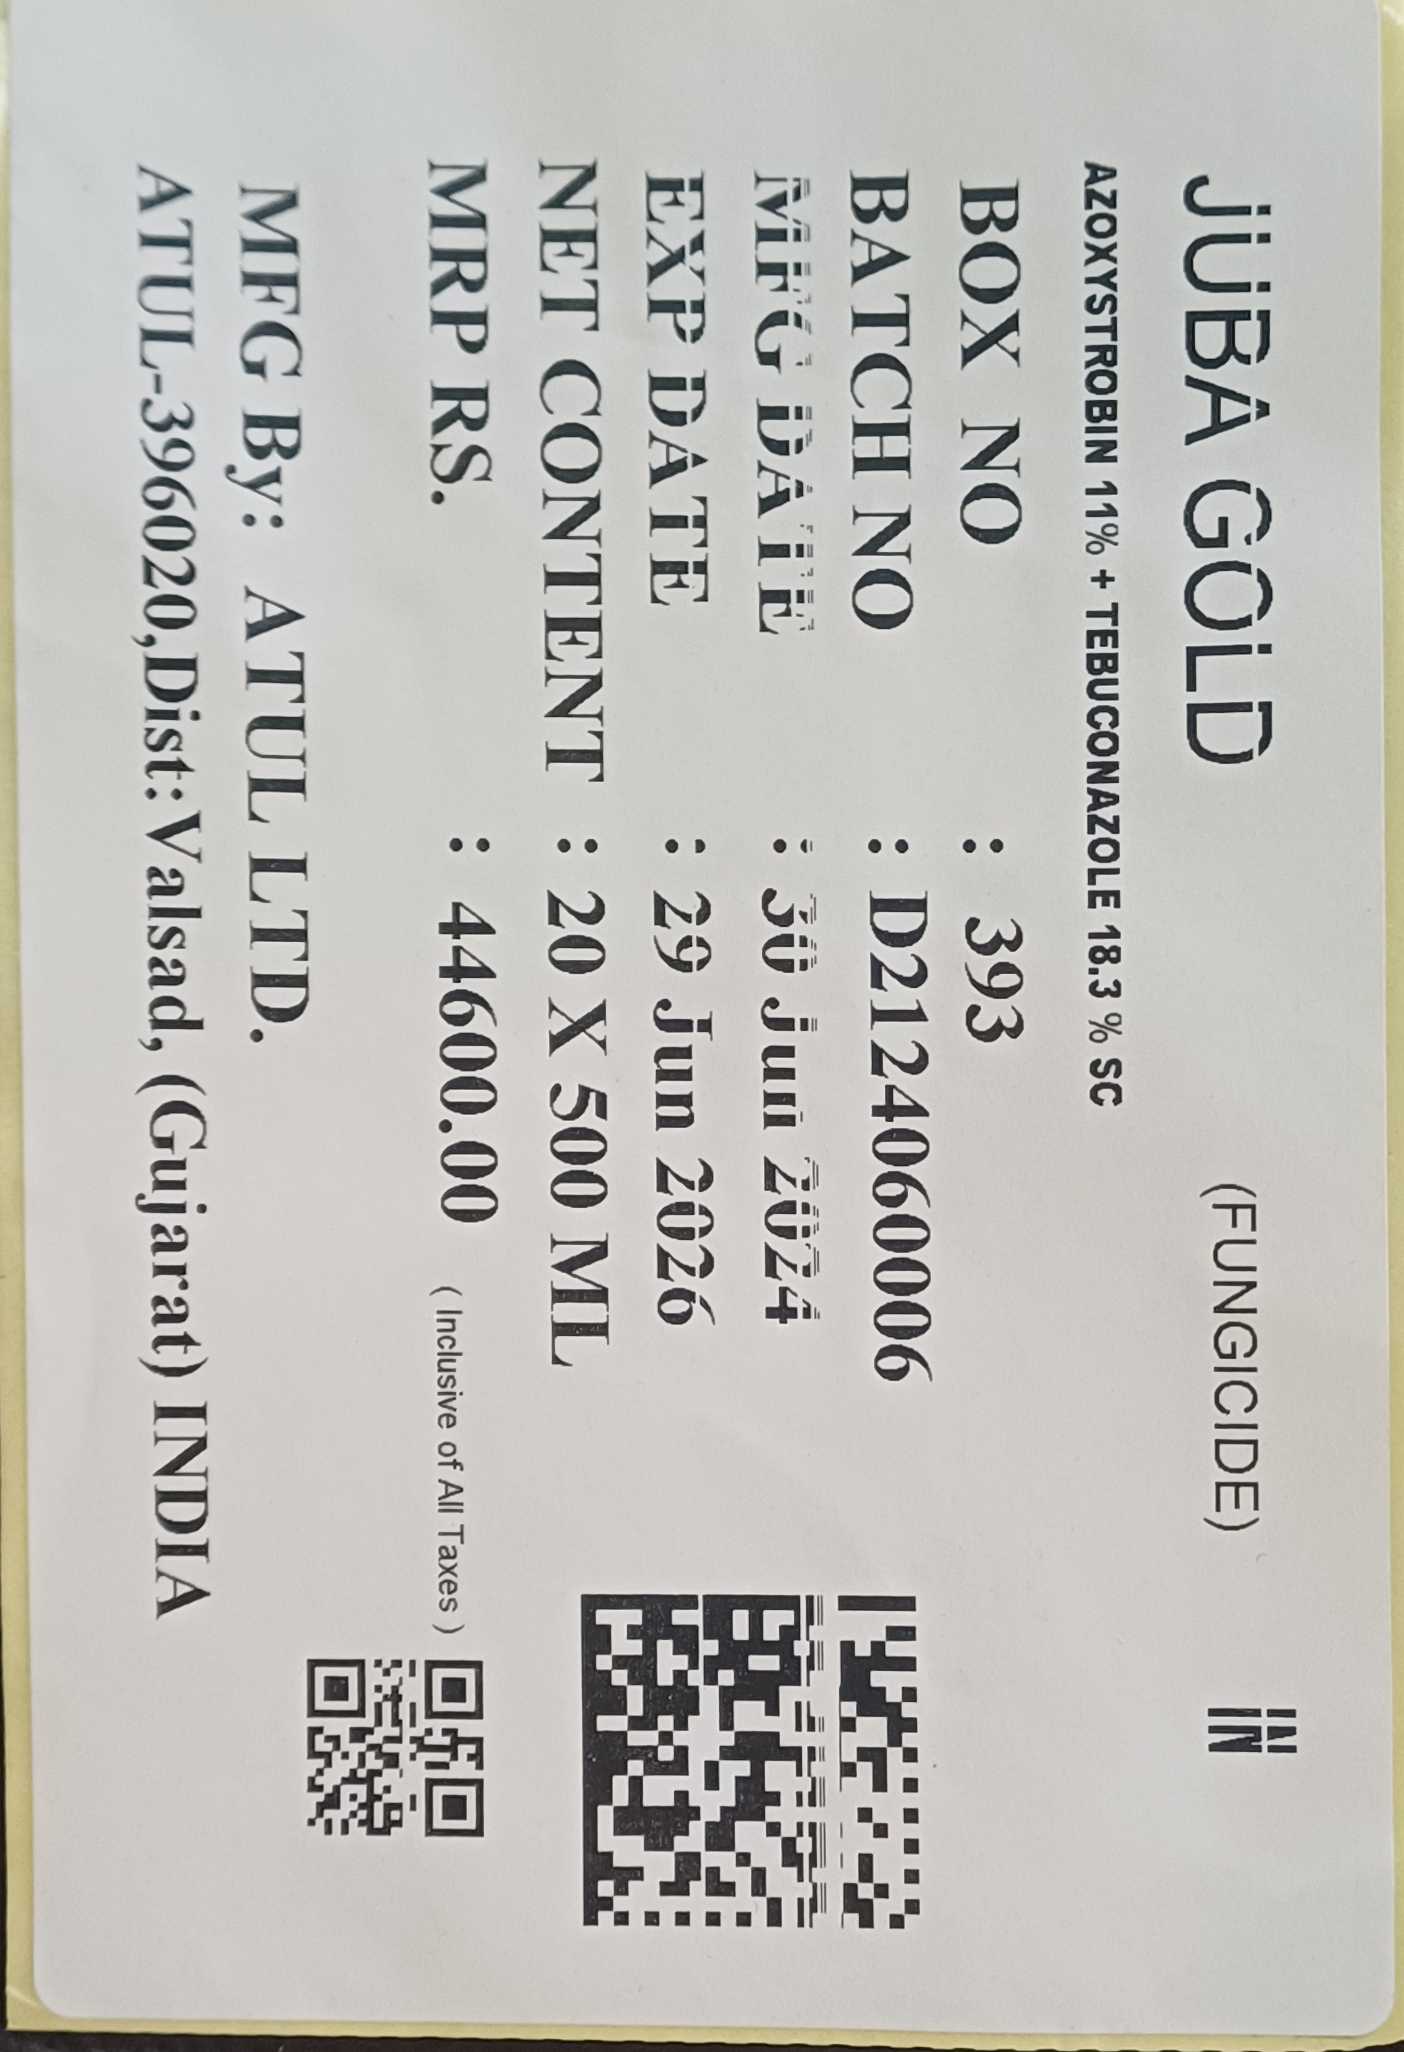 JUBA GOLD (FUNGICIDE) IN
AZOXYSTROBIN 11% + TEBUCONAZOLE 18.3 % SC
BOX NO : 393
BATCH NO : D2124060006
MFG DATE : 30 Jun 2024
EXP DATE : 29 Jun 2026
NET CONTENT : 20 X 500 ML
MRP RS. : 44600.00 ( Inclusive of All Taxes )
MFG By: ATUL LTD.
ATUL-396020,Dist:Valsad, (Gujarat) INDIA